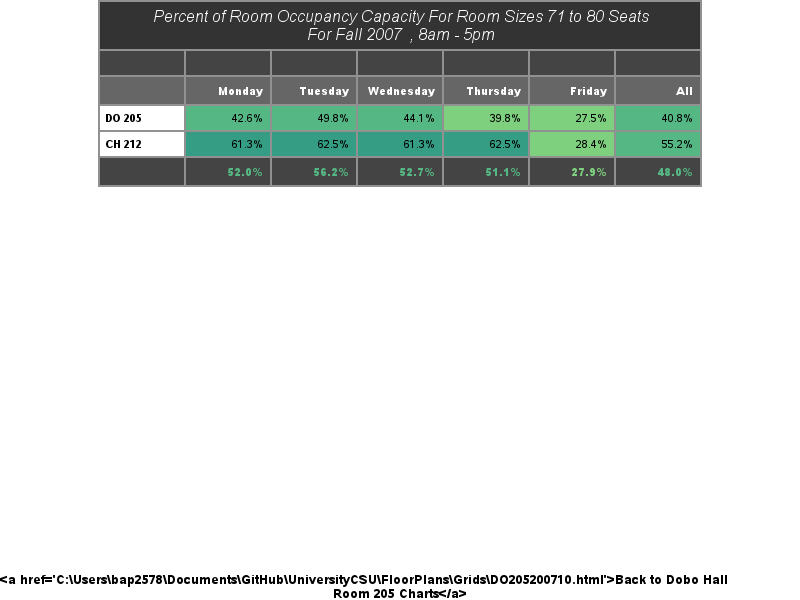 Percent of Room Occupancy Capacity For Room Sizes 71 to 80 Seats
For Fall 2007 , 8am - 5pm
Monday Tuesday Wednesday Thursday Friday All
DO 205 42.6% 49.8% 44.1% 39.8% 27.5% 40.8%
CH 212 61.3% 62.5% 61.3% 62.5% 28.4% 55.2%
52.0% 56.2% 52.7% 51.1% 27.9% 48.0%
<a href='C:\Users\bap2578\Documents\GitHub\UniversityCSU\FloorPlans\Grids\DO205200710.html'>Back to Dobo Hall
Room 205 Charts</a>